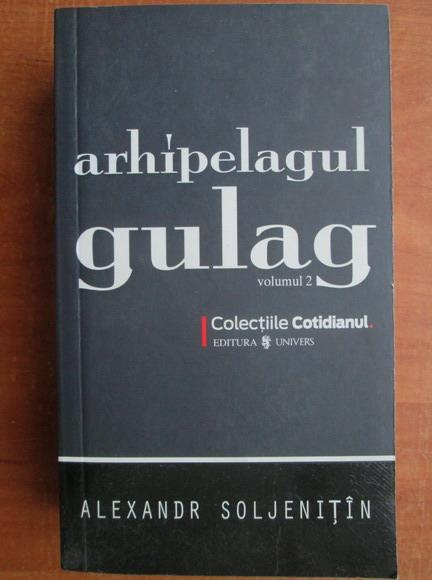 arhipelagul
gulag
volumul 2
Colecțiile Cotidianul.
EDITURA UNIVERS
ALEXANDR SOLJENIȚÎN